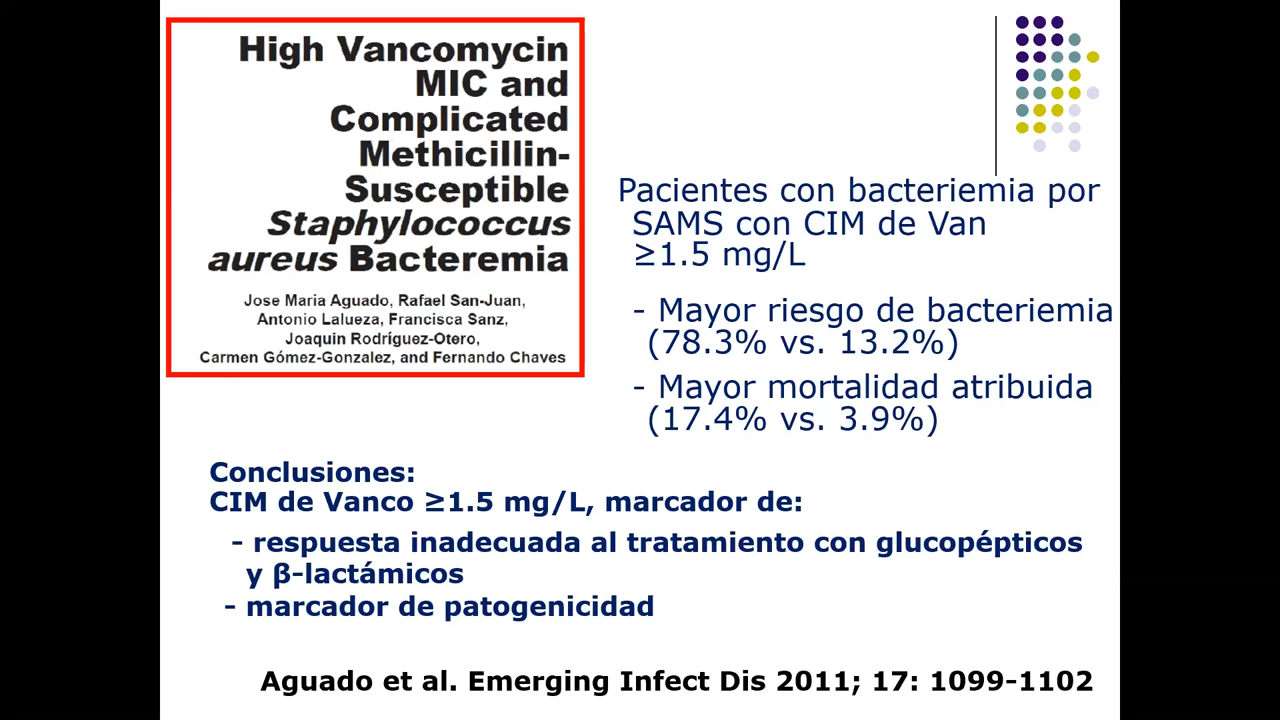 High Vancomycin
MIC and
Complicated
Methicillin-
Susceptible
Staphylococcus
aureus Bacteremia
Jose Maria Aguado, Rafael San-Juan,
Antonio Lalueza, Francisca Sanz,
Joaquin Rodríguez-Otero,
Carmen Gómez-Gonzalez, and Fernando Chaves
Pacientes con bacteriemia por
SAMS con CIM de Van
≥1.5 mg/L
- Mayor riesgo de bacteriemia
(78.3% vs. 13.2%)
- Mayor mortalidad atribuida
(17.4% vs. 3.9%)
Conclusiones:
CIM de Vanco ≥1.5 mg/L, marcador de:
- respuesta inadecuada al tratamiento con glucopépticos
y β-lactámicos
- marcador de patogenicidad
Aguado et al. Emerging Infect Dis 2011; 17: 1099-1102